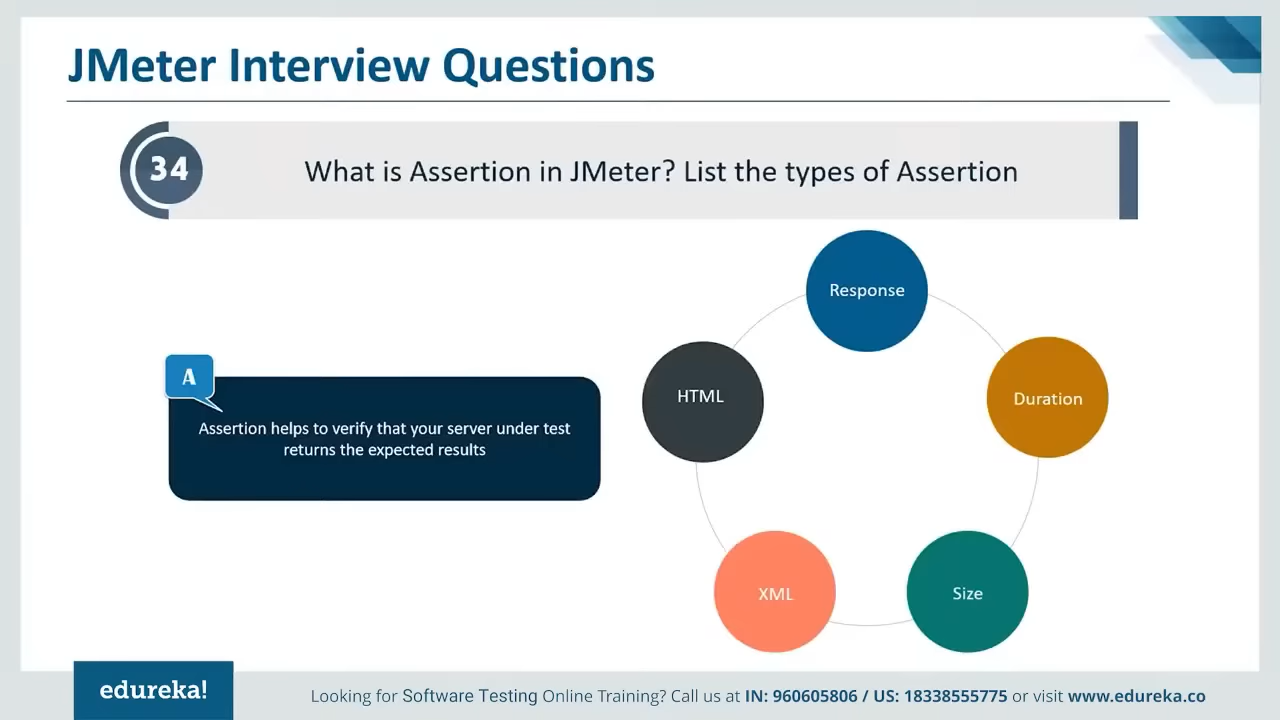 JMeter Interview Questions
34
What is Assertion in JMeter? List the types of Assertion
Response
HTML
Duration
A
Assertion helps to verify that your server under test
returns the expected results
XML
Size
edureka!
Looking for Software Testing Online Training? Call us at IN: 960605806 / US: 18338555775 or visit www.edureka.co